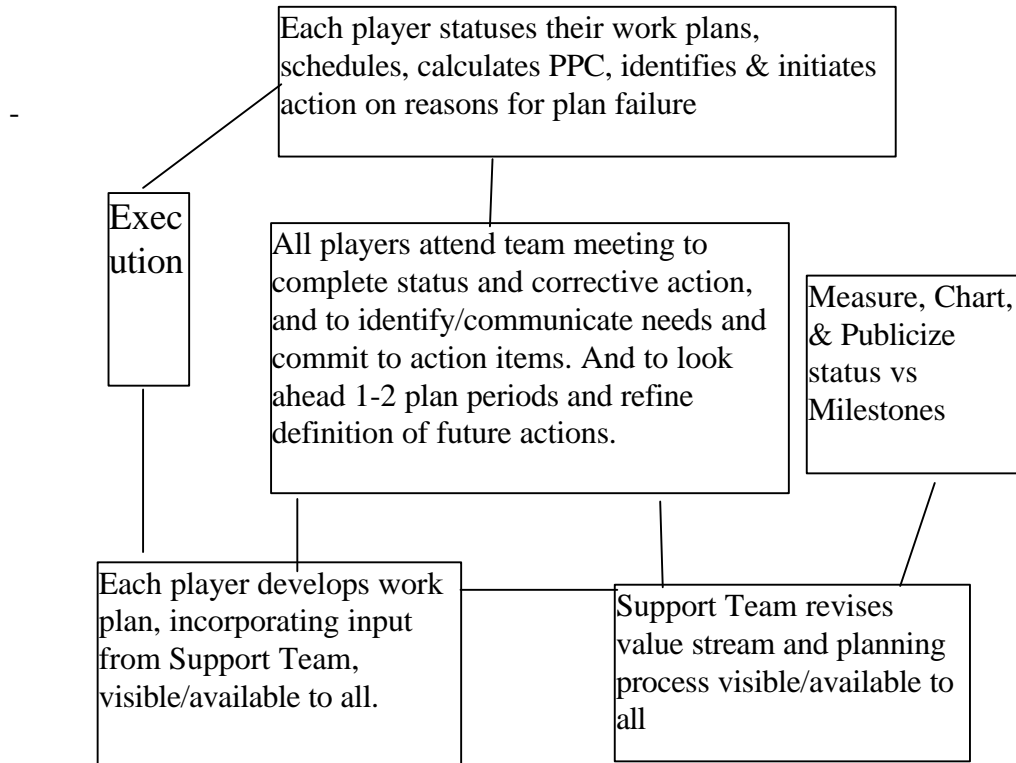 Each player statuses their work plans,
schedules, calculates PPC, identifies & initiates
action on reasons for plan failure
-
Exec
ution
All players attend team meeting to
complete status and corrective action,
and to identify/communicate needs and
commit to action items. And to look
ahead 1-2 plan periods and refine
definition of future actions.
Measure, Chart,
& Publicize
status vs
Milestones
Each player develops work
plan, incorporating input
from Support Team,
visible/available to all.
Support Team revises
value stream and planning
process visible/available to
all